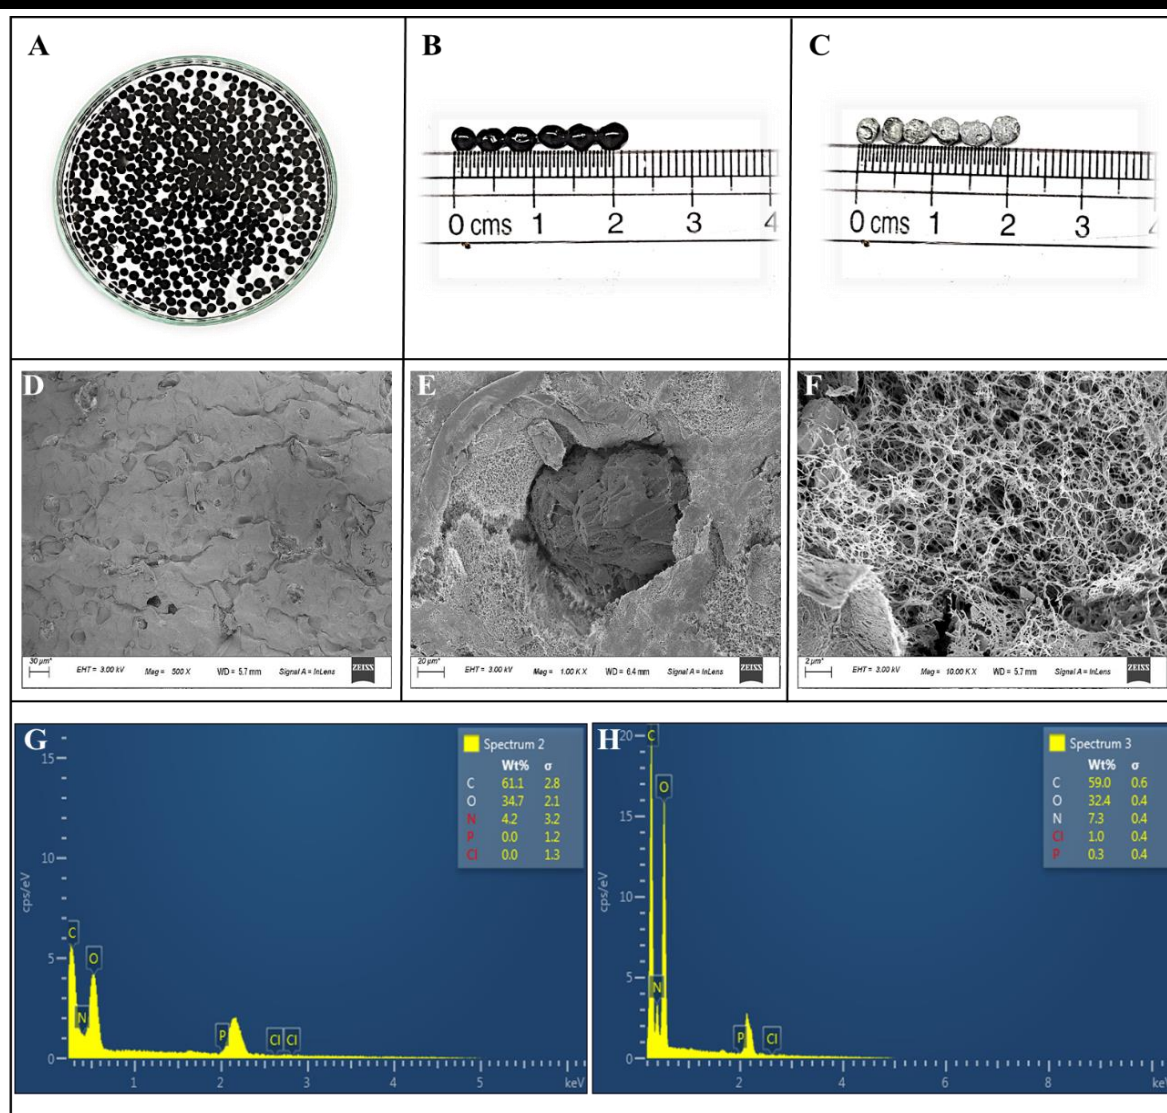 A
B
0 cms 1 2 3 4
C
0 cms 1 2 3
D
30 µm*
EHT = 3.00 kV
Mag = 500 X
WD = 5.7 mm
Signal A = InLens
ZEISS
E
20 µm*
EHT = 3.00 kV
Mag = 1.00 K X
WD = 6.4 mm
Signal A = InLens
ZEISS
F
2 µm*
EHT = 3.00 kV
Mag = 10.00 K X
WD = 5.7 mm
Signal A = InLens
ZEISS
G
Spectrum 2
Wt% σ
C 61.1 2.8
O 34.7 2.1
N 4.2 3.2
P 0.0 1.2
Cl 0.0 1.3
15
10
cps/eV
5
0
C
O
N
P
Cl
Cl
1 2 3 4 5 keV
H
Spectrum 3
Wt% σ
C 59.0 0.6
O 32.4 0.4
N 7.3 0.4
Cl 1.0 0.4
P 0.3 0.4
20
15
10
cps/eV
5
0
C
O
N
P
Cl
2 4 6 8 keV